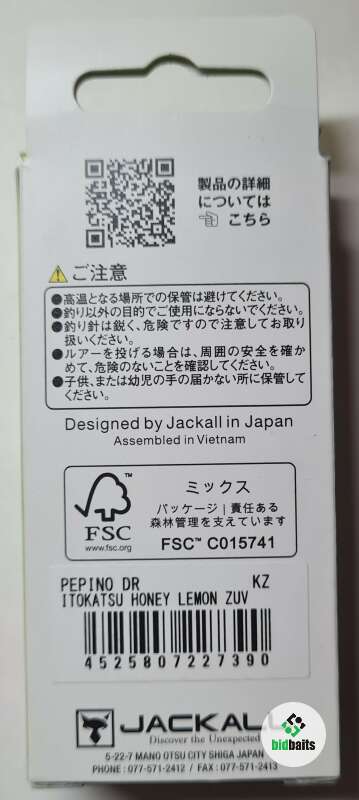 製品の詳細
については
☜ こちら
⚠ご注意
●高温となる場所での保管は避けてください。
●釣り以外の目的でご使用にならないでください。
●釣り針は鋭く、危険ですので注意してお取り
扱いください。
●ルアーを投げる場合は、周囲の安全を確か
めて、危険のないことを確認してください。
●子供、または幼児の手の届かない所に保管して
ください。
Designed by Jackall in Japan
Assembled in Vietnam
FSC
www.fsc.org
ミックス
パッケージ|責任ある
森林管理を支えています
FSC™ C015741
PEPINO DR KZ
ITOKATSU HONEY LEMON ZUV
4525807227390
JACKALL
Discover the Unexpected
bidbaits
5-22-7 MANO OTSU CITY SHIGA JAPAN
PHONE : 077-571-2412 / FAX : 077-571-2413